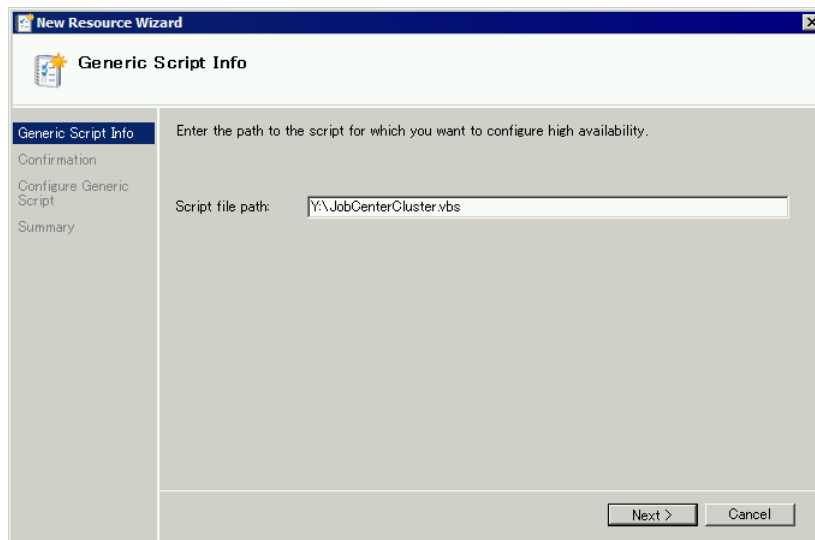 New Resource Wizard
Generic Script Info
Generic Script Info
Confirmation
Configure Generic
Script
Summary
Enter the path to the script for which you want to configure high availability.
Script file path: Y:\JobCenterCluster.vbs
Next >
Cancel